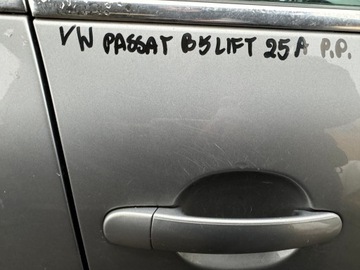 VW PASSAT B5 LIFT 25A P.P.